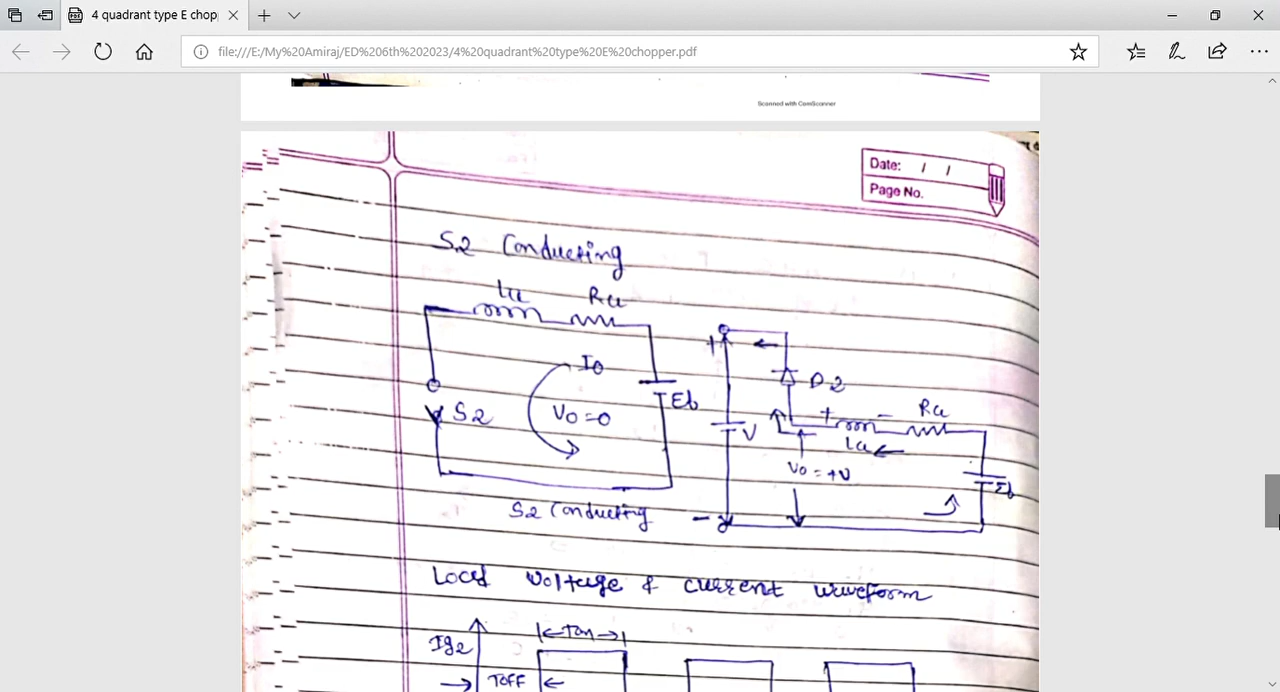 4 quadrant type E chop
file:///E:/My%20Amiraj/ED%206th%202023/4%20quadrant%20type%20E%20chopper.pdf
Scanned with CamScanner
Date: / /
Page No.
S2 Conducting
La Ra
Io
S2 Vo=0 Eb
S2 Conducting
+ D2
V + - Ra
La
Vo=+V
Eb
-
Load voltage & current waveform
Ig2 Ton
TOFF